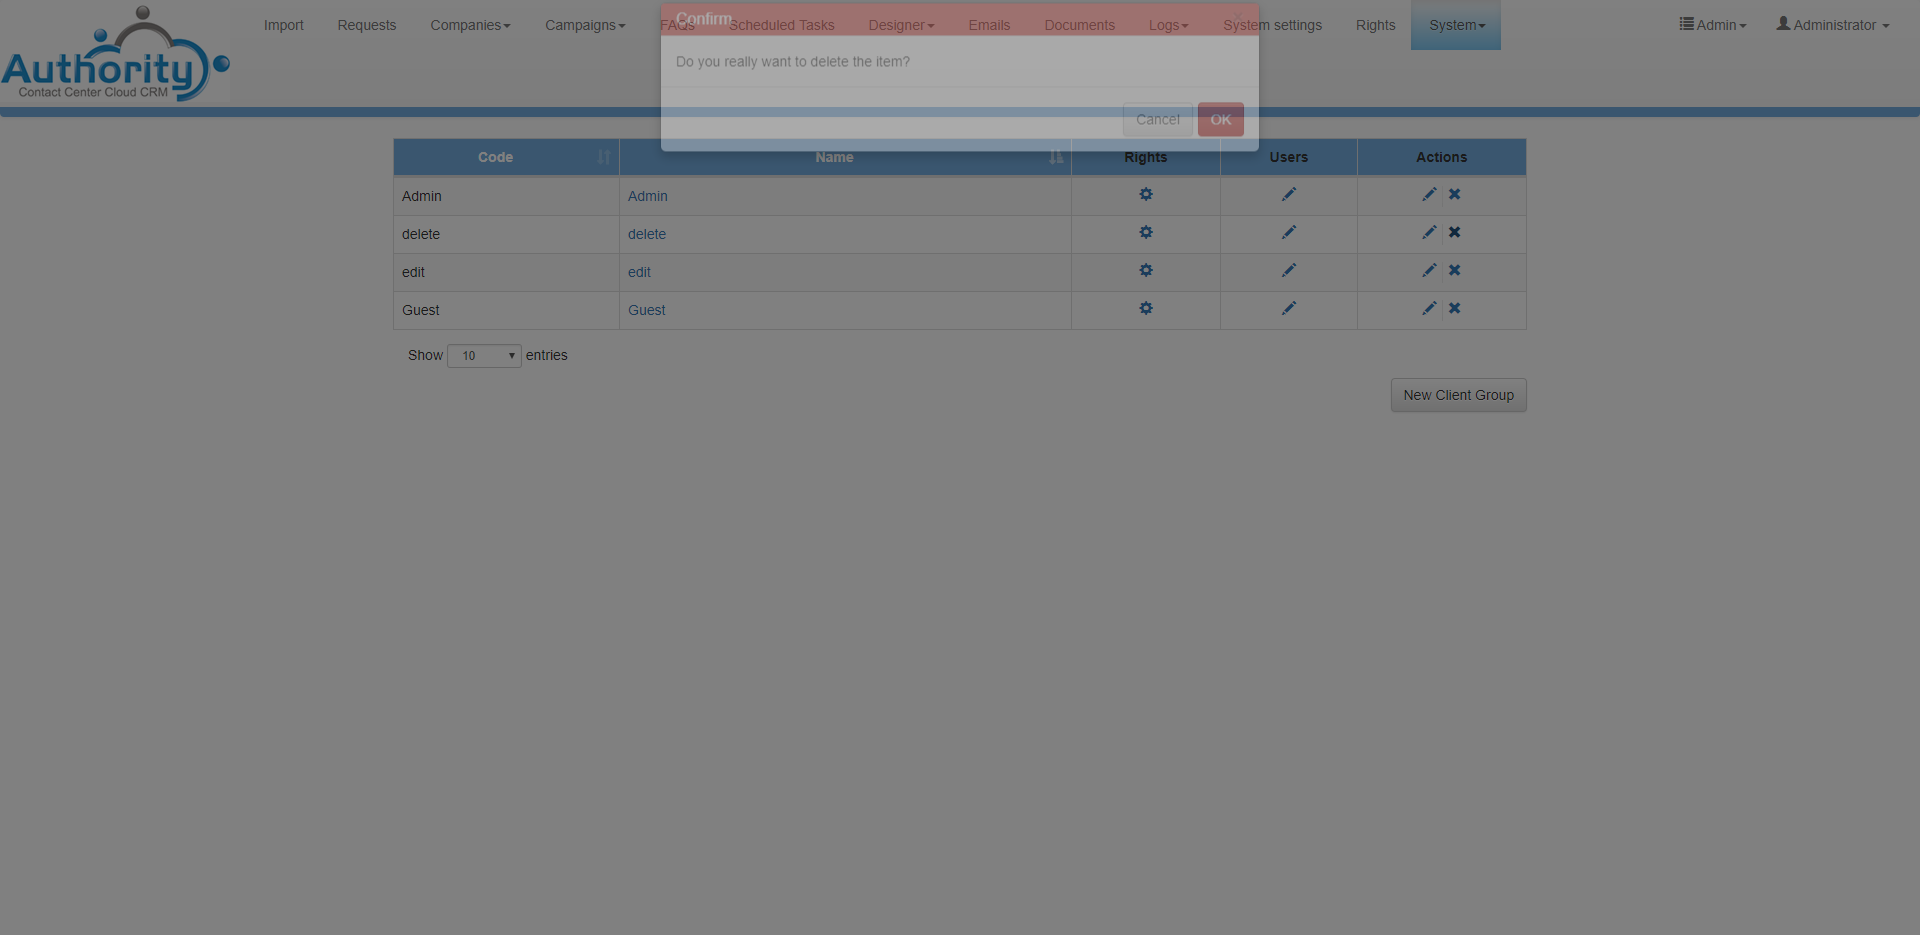 Authority
Contact Center Cloud CRM
Import Requests Companies Campaigns FAQs Scheduled Tasks Designer Emails Documents Logs System settings Rights System Admin Administrator
Confirm
Do you really want to delete the item?
Cancel OK
Code Name Rights Users Actions
Admin Admin
delete delete
edit edit
Guest Guest
Show 10 entries
New Client Group